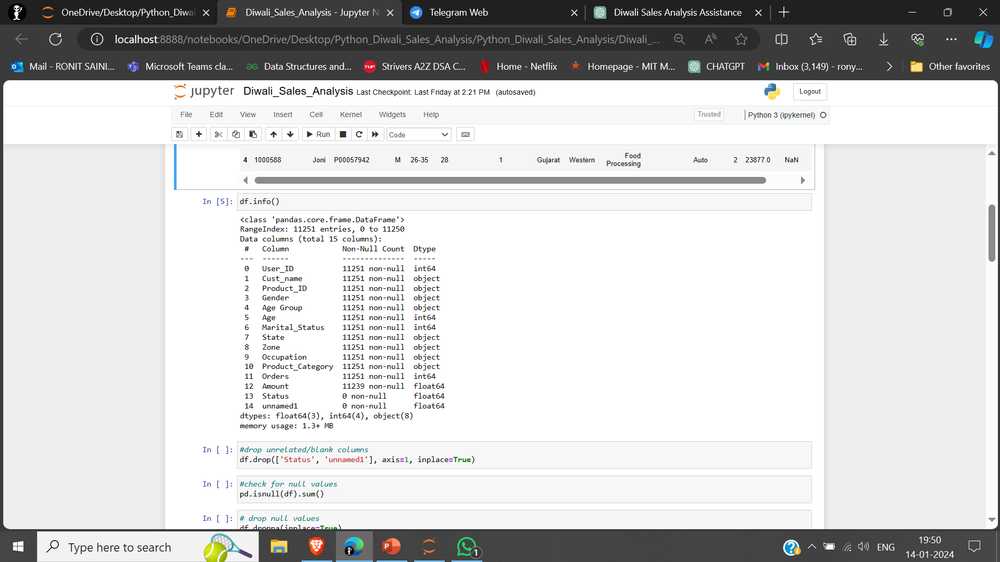 OneDrive/Desktop/Python_Diwal
Diwali_Sales_Analysis - Jupyter N
Telegram Web
Diwali Sales Analysis Assistance
localhost:8888/notebooks/OneDrive/Desktop/Python_Diwali_Sales_Analysis/Python_Diwali_Sales_Analysis/Diwali_...
Mail - RONIT SAINI...
Microsoft Teams cla...
Data Structures and...
TUF
Strivers A2Z DSA C...
Home - Netflix
Homepage - MIT M...
CHATGPT
Inbox (3,149) - rony...
Other favorites
jupyter Diwali_Sales_Analysis Last Checkpoint: Last Friday at 2:21 PM (autosaved)
Logout
File Edit View Insert Cell Kernel Widgets Help
Trusted
Python 3 (ipykernel)
Run
Code
4 1000588 Joni P00057942 M 26-35 28 1 Gujarat Western Food Processing Auto 2 23877.0 NaN
In [5]: df.info()
<class 'pandas.core.frame.DataFrame'>
RangeIndex: 11251 entries, 0 to 11250
Data columns (total 15 columns):
# Column Non-Null Count Dtype
--- ------ -------------- -----
0 User_ID 11251 non-null int64
1 Cust_name 11251 non-null object
2 Product_ID 11251 non-null object
3 Gender 11251 non-null object
4 Age Group 11251 non-null object
5 Age 11251 non-null int64
6 Marital_Status 11251 non-null int64
7 State 11251 non-null object
8 Zone 11251 non-null object
9 Occupation 11251 non-null object
10 Product_Category 11251 non-null object
11 Orders 11251 non-null int64
12 Amount 11239 non-null float64
13 Status 0 non-null float64
14 unnamed1 0 non-null float64
dtypes: float64(3), int64(4), object(8)
memory usage: 1.3+ MB
In [ ]: #drop unrelated/blank columns
df.drop(['Status', 'unnamed1'], axis=1, inplace=True)
In [ ]: #check for null values
pd.isnull(df).sum()
In [ ]: # drop null values
df.dropna(inplace=True)
Type here to search
1
ENG
19:50
14-01-2024